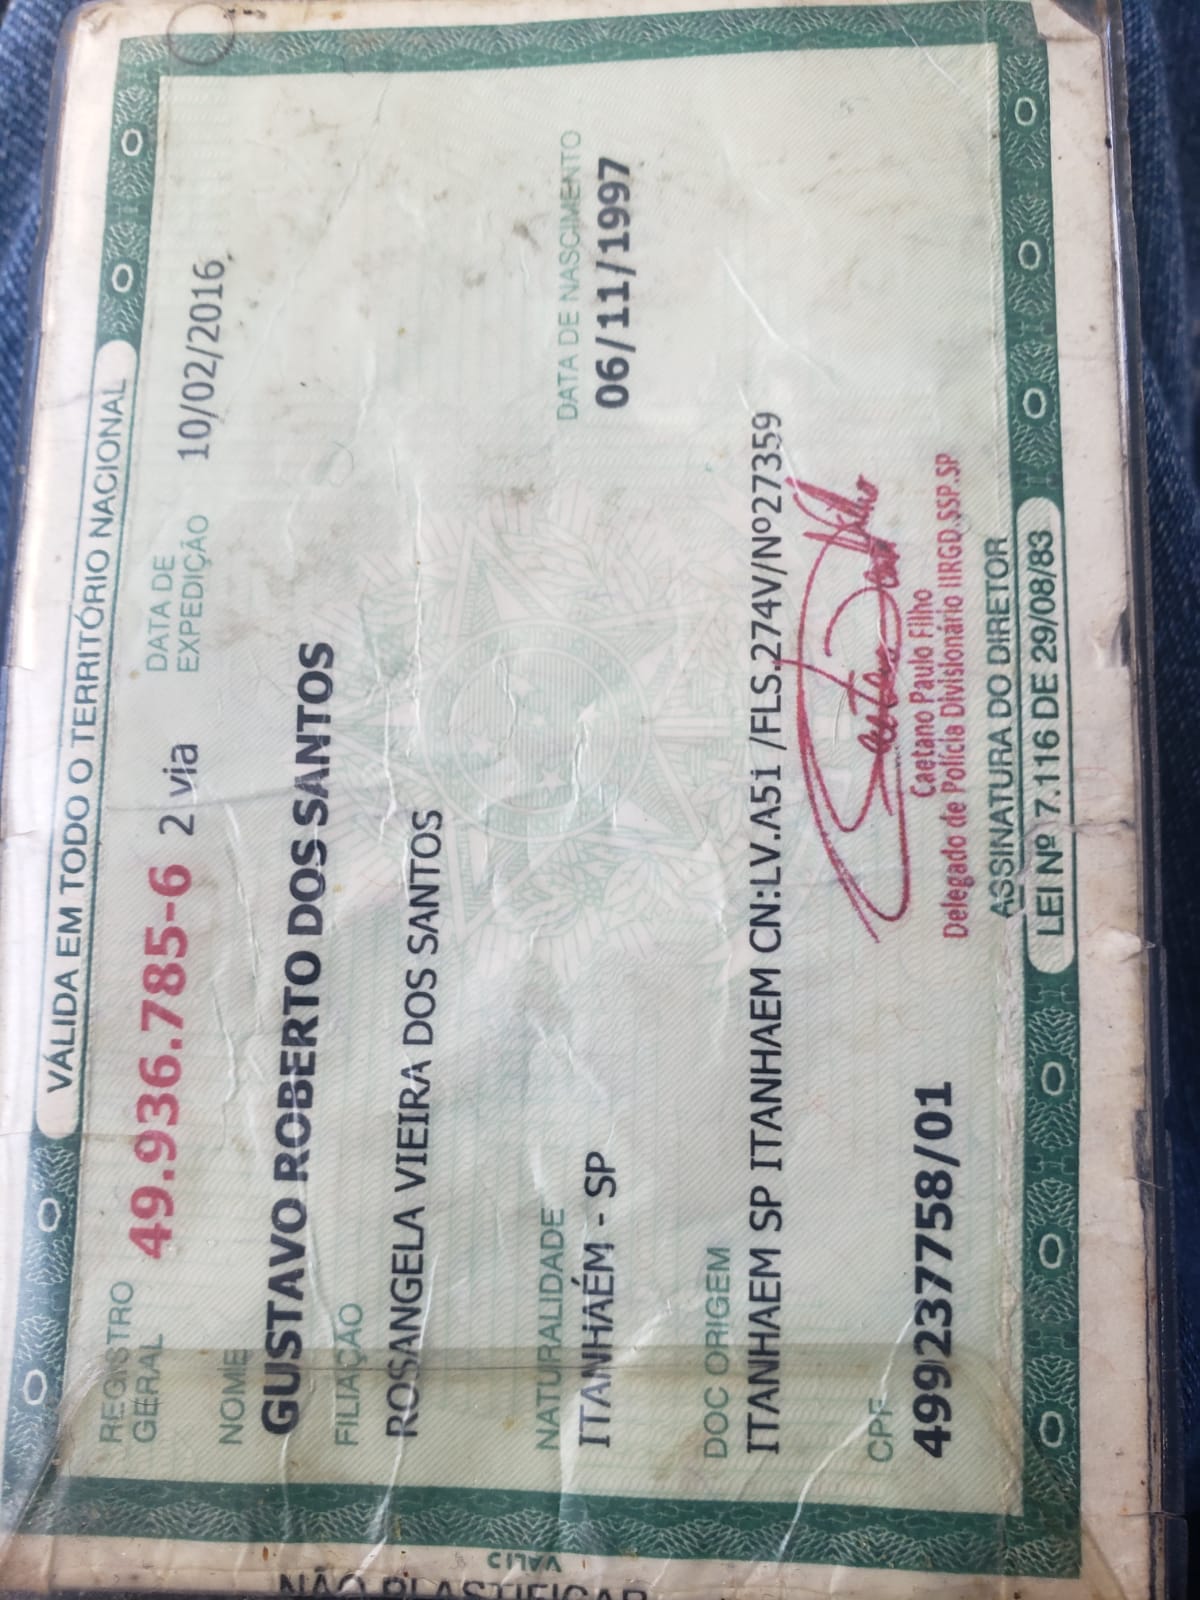 VÁLIDA EM TODO O TERRITÓRIO NACIONAL
REGISTRO GERAL 49.936.785-6 2 via DATA DE EXPEDIÇÃO 10/02/2016
NOME
GUSTAVO ROBERTO DOS SANTOS
FILIAÇÃO
ROSANGELA VIEIRA DOS SANTOS
NATURALIDADE DATA DE NASCIMENTO
ITANHAÉM - SP 06/11/1997
DOC ORIGEM
ITANHAEM SP ITANHAEM CN:LV.A51 /FLS.274V/Nº27359
CPF
499237758/01
Caetano Paulo Filho
Delegado de Polícia Divisionário IIRGD.SSP.SP
ASSINATURA DO DIRETOR
LEI Nº 7.116 DE 29/08/83
NÃO PLASTIFICAR